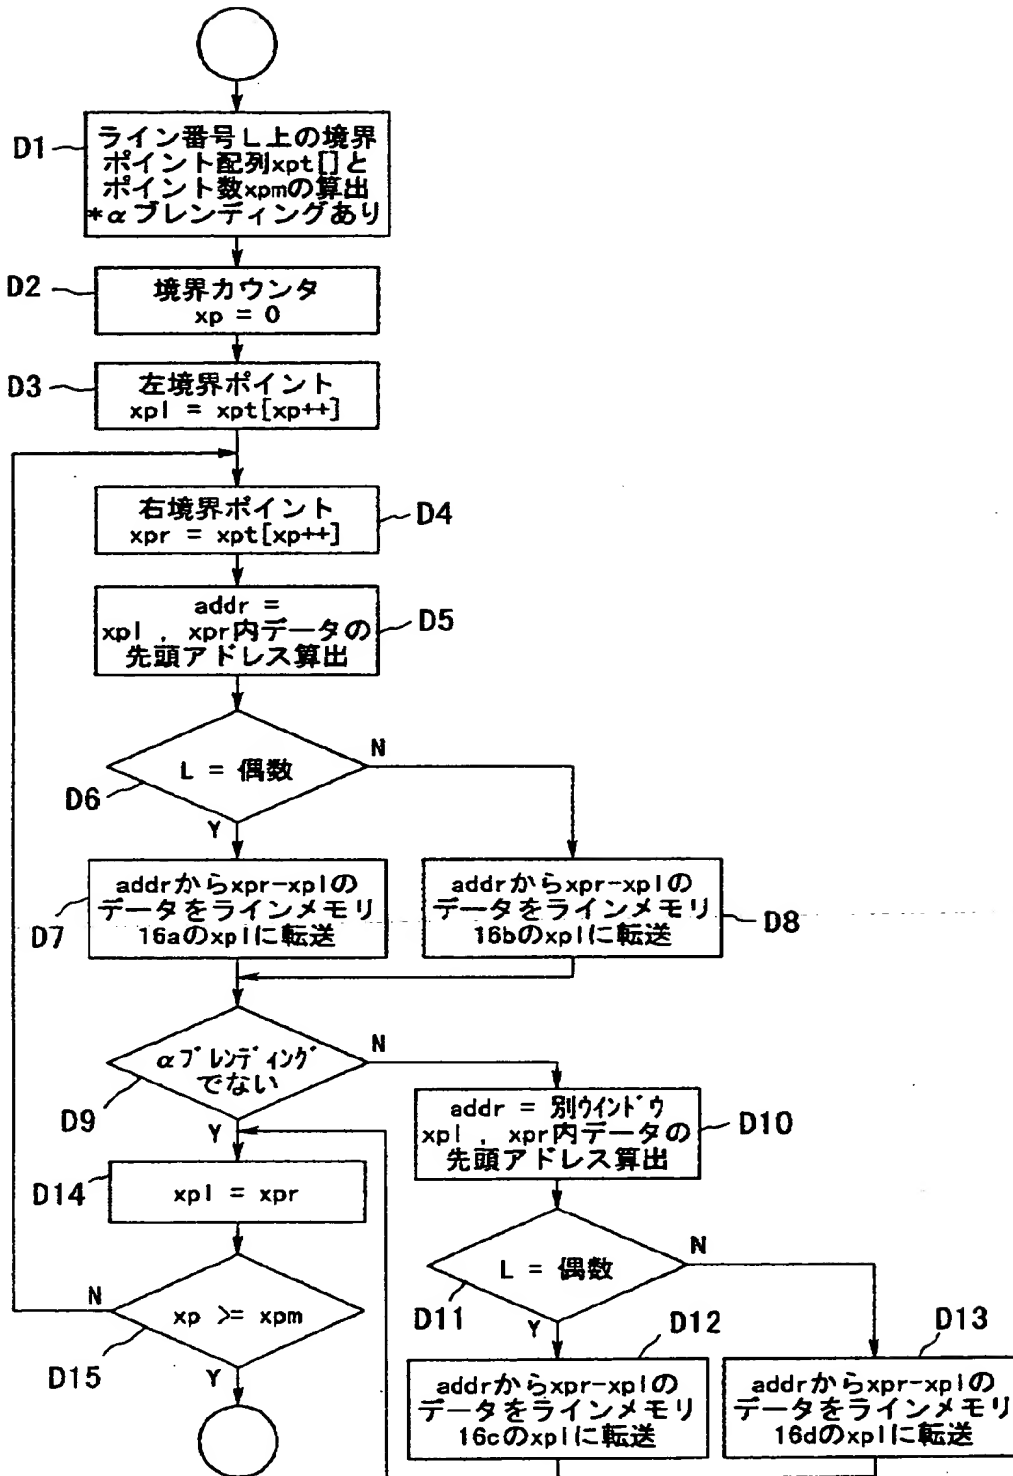 D1
ライン番号L上の境界
ポイント配列xpt[]と
ポイント数xpmの算出
*αブレンディングあり
D2
境界カウンタ
xp = 0
D3
左境界ポイント
xpl = xpt[xp++]
右境界ポイント
xpr = xpt[xp++]
D4
addr =
xpl , xpr内データの
先頭アドレス算出
D5
L = 偶数
N
D6
Y
addrからxpr-xplの
データをラインメモリ
16aのxplに転送
D7
addrからxpr-xplの
データをラインメモリ
16bのxplに転送
D8
αブレンディング
でない
N
D9
Y
addr = 別ウインドウ
xpl , xpr内データの
先頭アドレス算出
D10
D14
xpl = xpr
L = 偶数
N
D11
Y
N
xp >= xpm
D15
Y
D12
addrからxpr-xplの
データをラインメモリ
16cのxplに転送
D13
addrからxpr-xplの
データをラインメモリ
16dのxplに転送